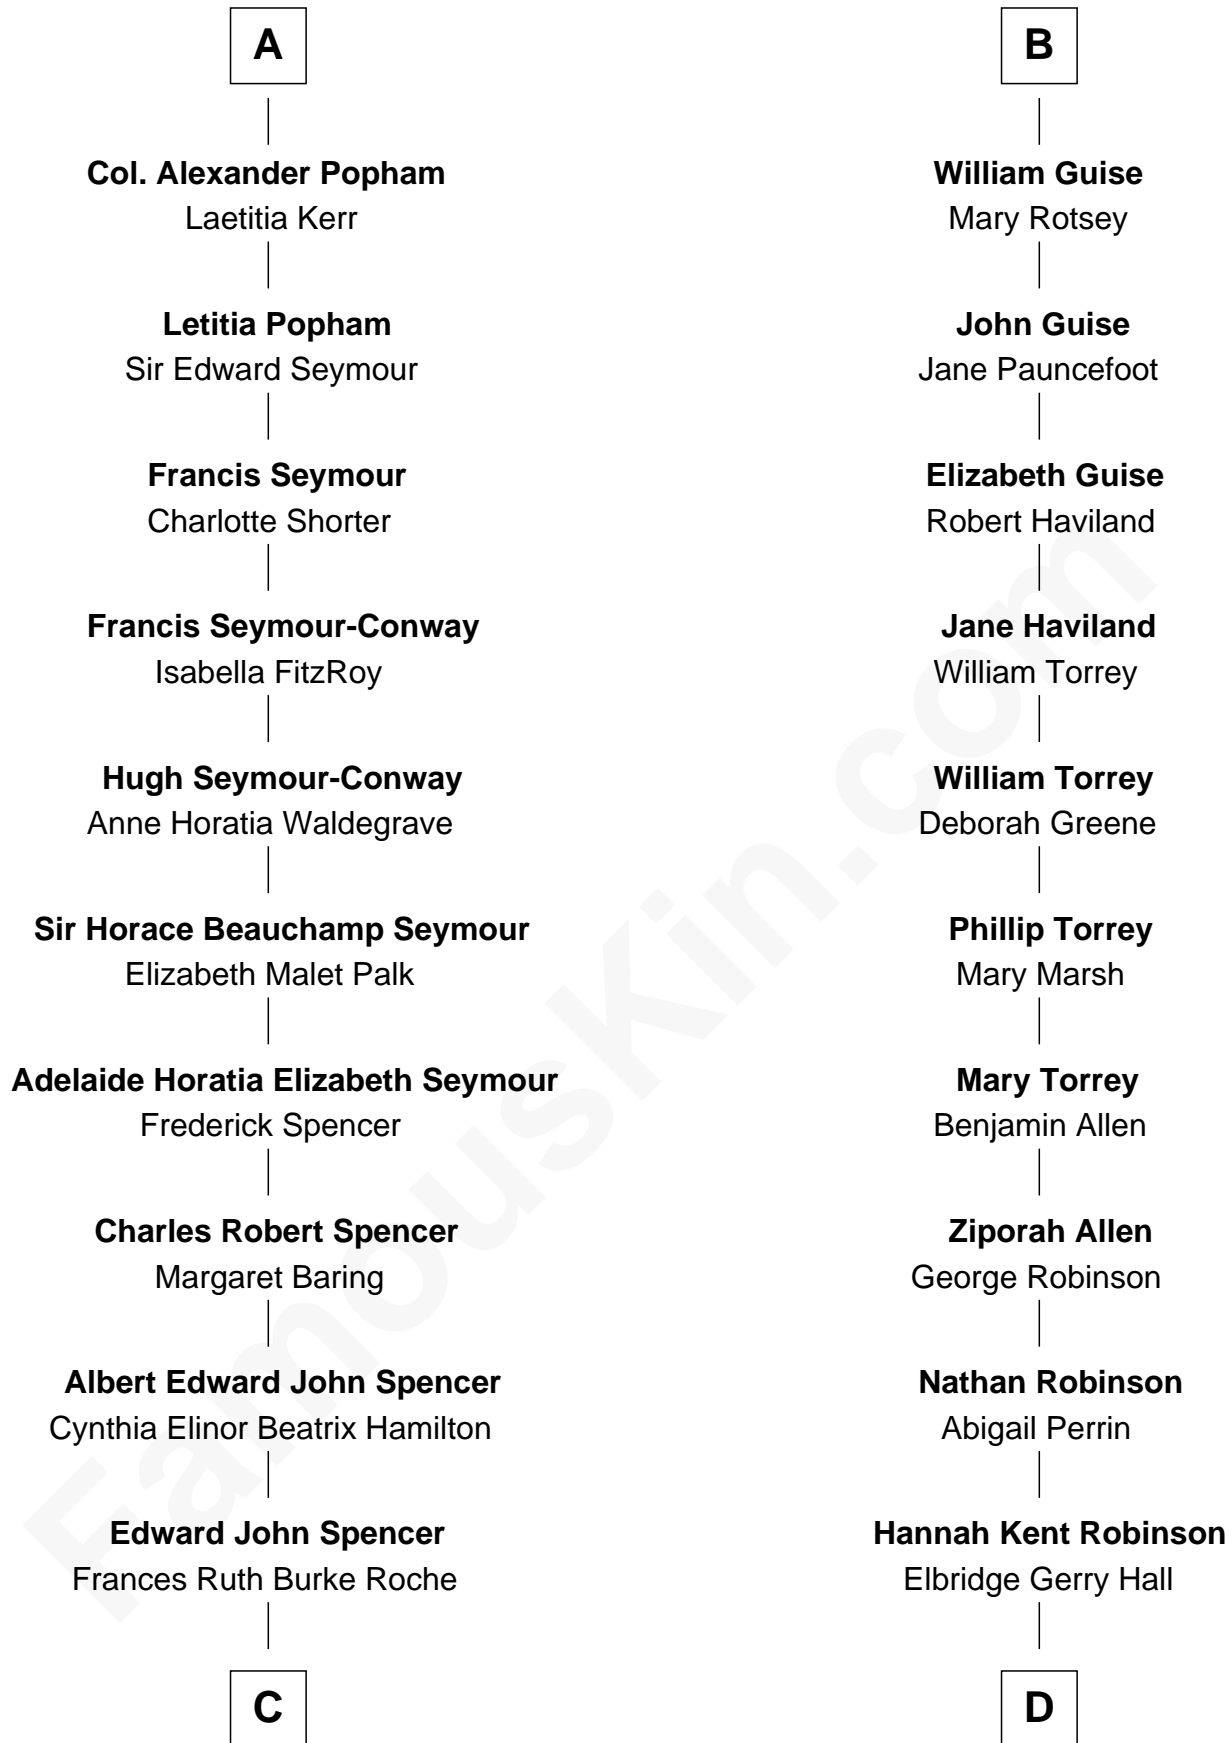 A
Col. Alexander Popham
Laetitia Kerr
Letitia Popham
Sir Edward Seymour
Francis Seymour
Charlotte Shorter
Francis Seymour-Conway
Isabella FitzRoy
Hugh Seymour-Conway
Anne Horatia Waldegrave
Sir Horace Beauchamp Seymour
Elizabeth Malet Palk
Adelaide Horatia Elizabeth Seymour
Frederick Spencer
Charles Robert Spencer
Margaret Baring
Albert Edward John Spencer
Cynthia Elinor Beatrix Hamilton
Edward John Spencer
Frances Ruth Burke Roche
C
B
William Guise
Mary Rotsey
John Guise
Jane Pauncefoot
Elizabeth Guise
Robert Haviland
Jane Haviland
William Torrey
William Torrey
Deborah Greene
Phillip Torrey
Mary Marsh
Mary Torrey
Benjamin Allen
Ziporah Allen
George Robinson
Nathan Robinson
Abigail Perrin
Hannah Kent Robinson
Elbridge Gerry Hall
D
FamousKin.com